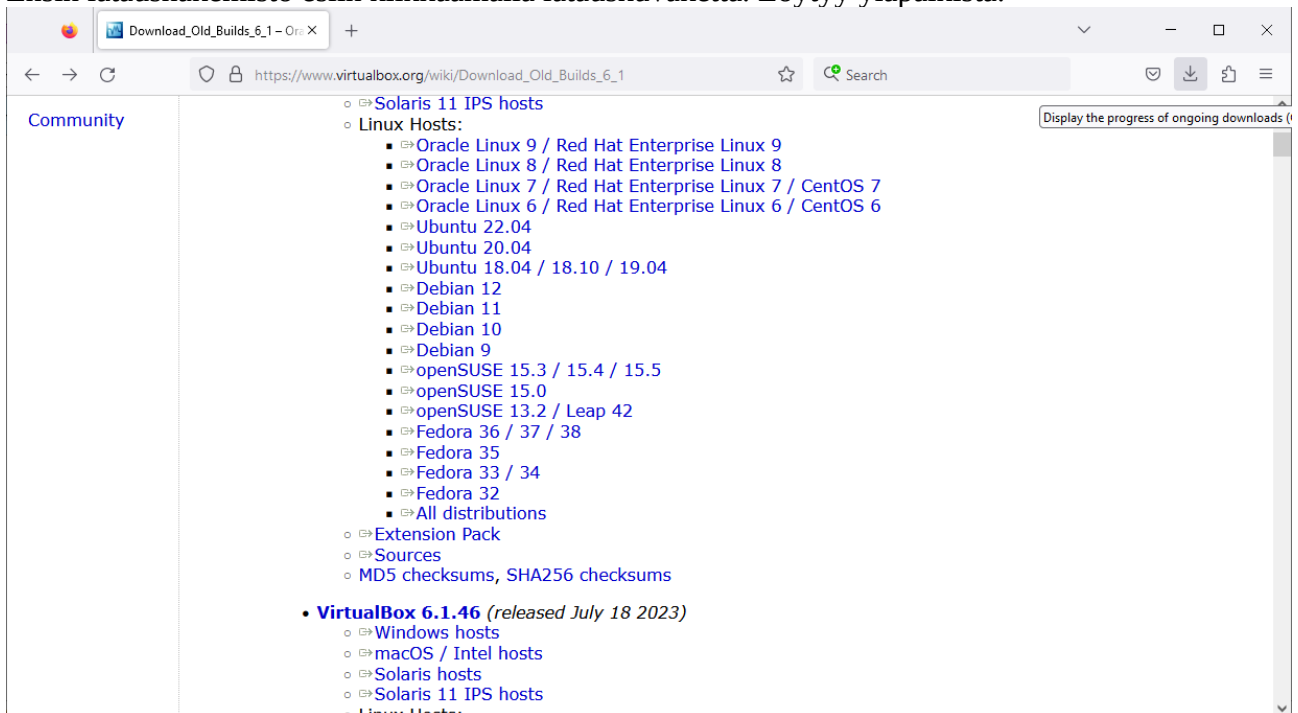 Download_Old_Builds_6_1 – Ora
https://www.virtualbox.org/wiki/Download_Old_Builds_6_1
Search
Display the progress of ongoing downloads (
Community
Solaris 11 IPS hosts
Linux Hosts:
Oracle Linux 9 / Red Hat Enterprise Linux 9
Oracle Linux 8 / Red Hat Enterprise Linux 8
Oracle Linux 7 / Red Hat Enterprise Linux 7 / CentOS 7
Oracle Linux 6 / Red Hat Enterprise Linux 6 / CentOS 6
Ubuntu 22.04
Ubuntu 20.04
Ubuntu 18.04 / 18.10 / 19.04
Debian 12
Debian 11
Debian 10
Debian 9
openSUSE 15.3 / 15.4 / 15.5
openSUSE 15.0
openSUSE 13.2 / Leap 42
Fedora 36 / 37 / 38
Fedora 35
Fedora 33 / 34
Fedora 32
All distributions
Extension Pack
Sources
MD5 checksums, SHA256 checksums
VirtualBox 6.1.46 (released July 18 2023)
Windows hosts
macOS / Intel hosts
Solaris hosts
Solaris 11 IPS hosts
Linux Hosts: